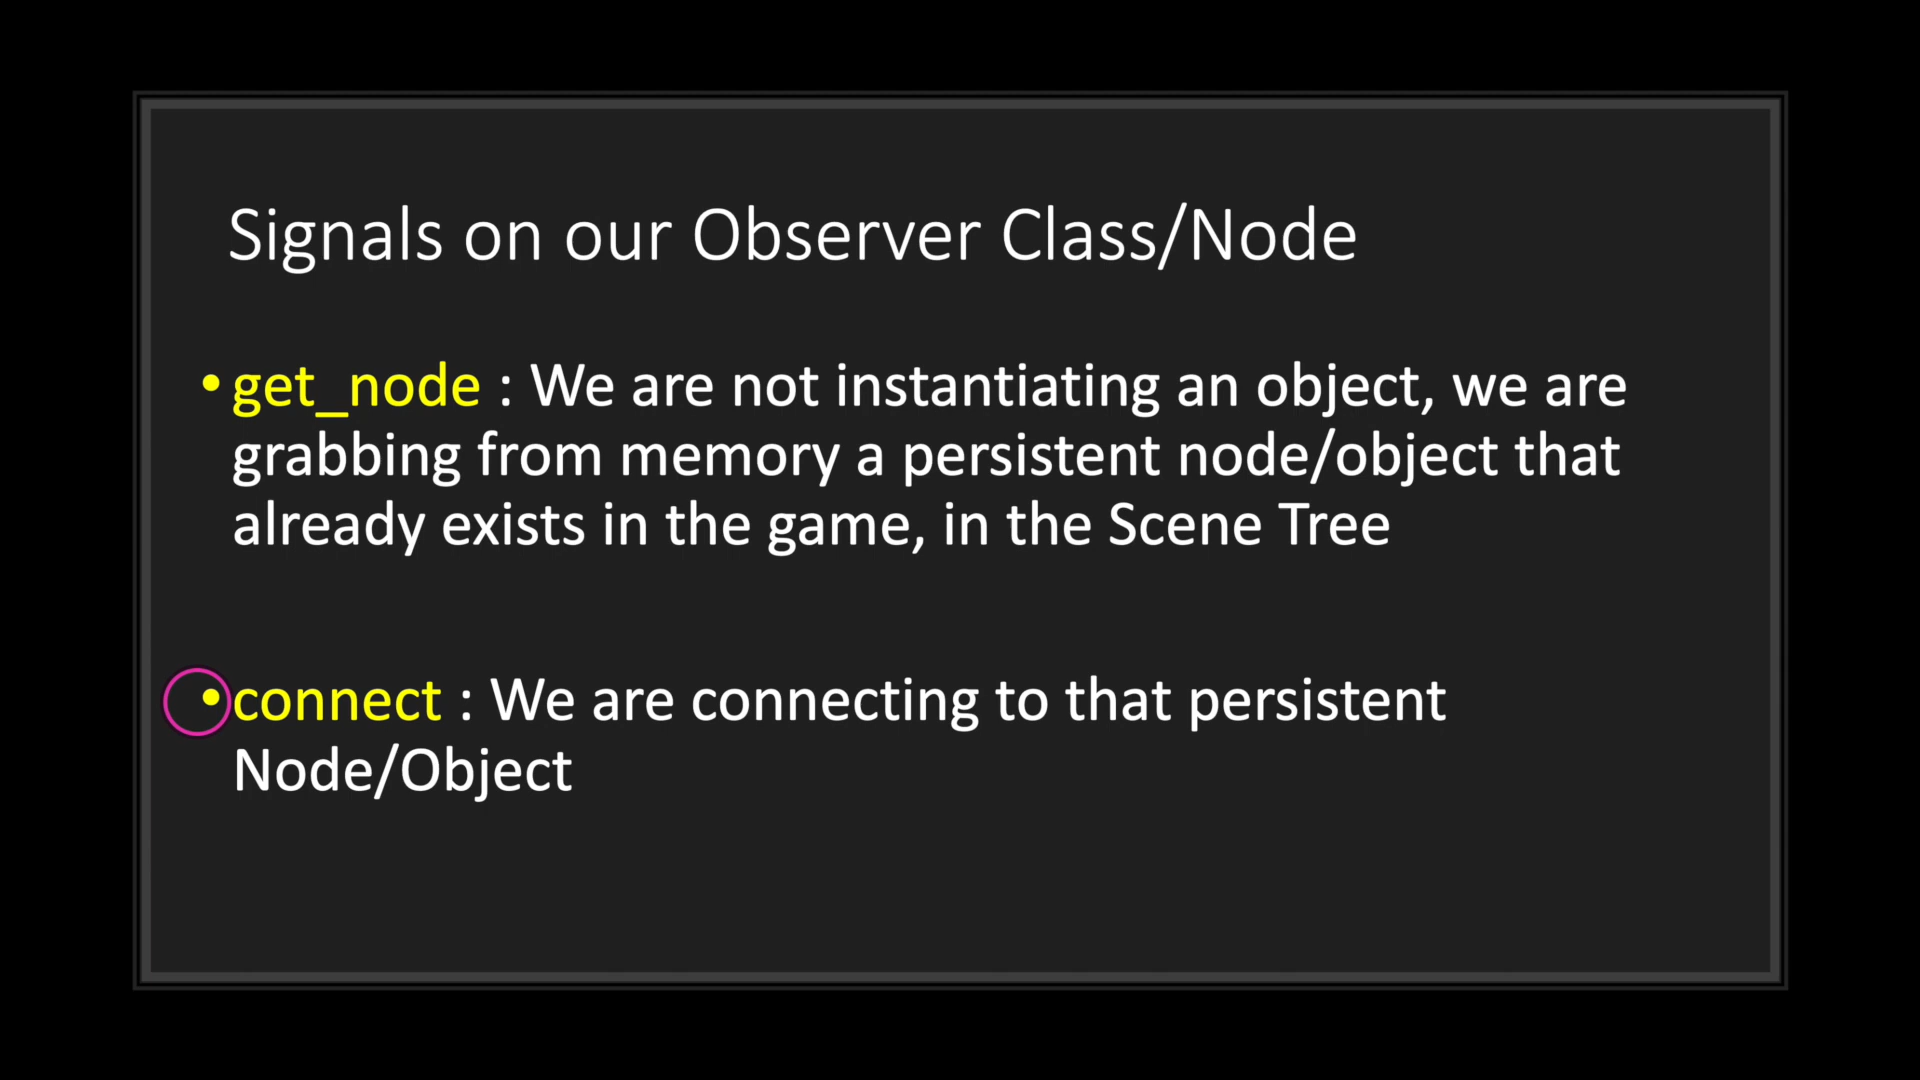 Signals on our Observer Class/Node
• get_node : We are not instantiating an object, we are
grabbing from memory a persistent node/object that
already exists in the game, in the Scene Tree
• connect : We are connecting to that persistent
Node/Object